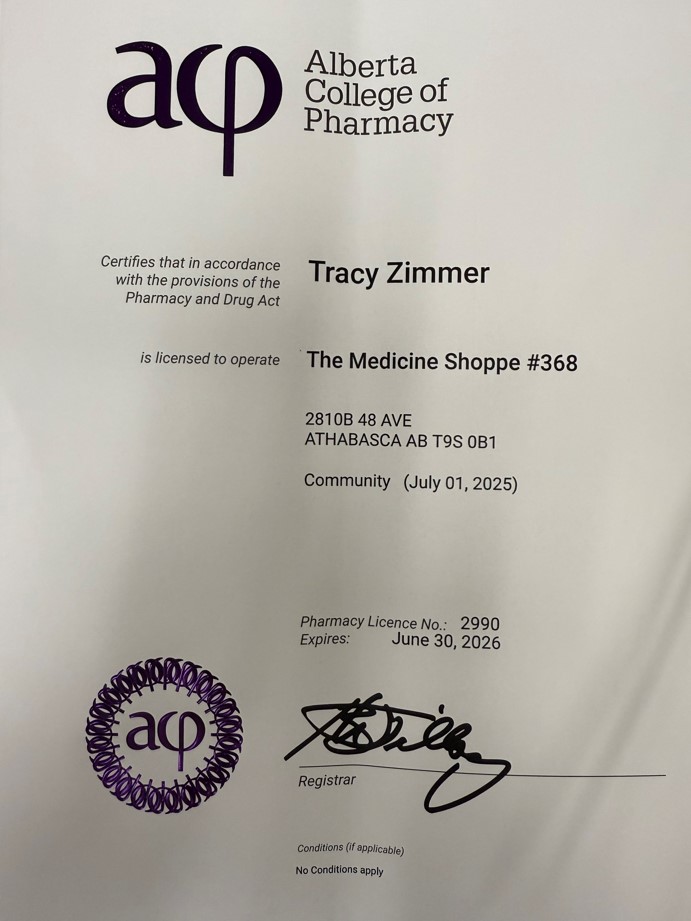 acp
Alberta
College of
Pharmacy
Certifies that in accordance
with the provisions of the
Pharmacy and Drug Act
Tracy Zimmer
is licensed to operate
The Medicine Shoppe #368
2810B 48 AVE
ATHABASCA AB T9S 0B1
Community (July 01, 2025)
Pharmacy Licence No.: 2990
Expires: June 30, 2026
acp
Registrar
Conditions (if applicable)
No Conditions apply